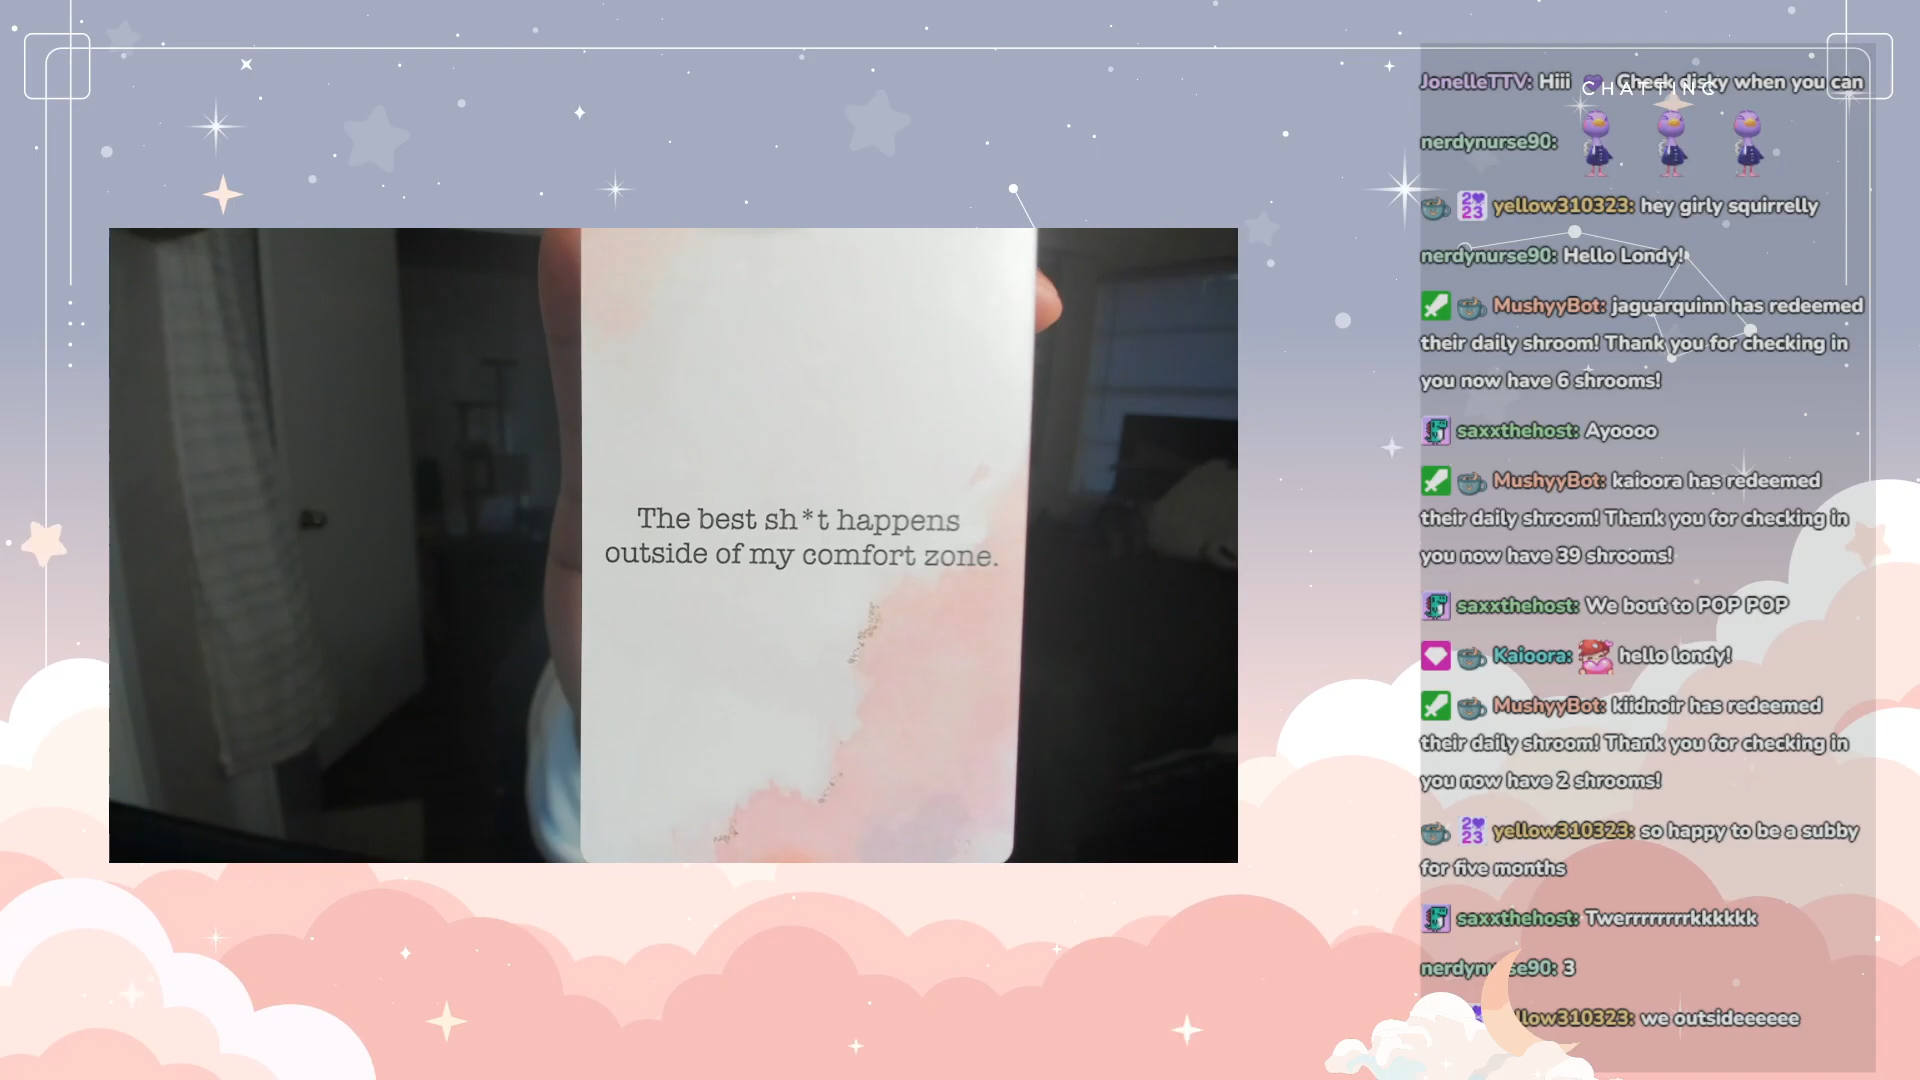 CHATTING
JonelleTTV: Hiii Check disky when you can
nerdynurse90:
2 23 yellow310323: hey girly squirrelly
nerdynurse90: Hello Londy!
MushyyBot: jaguarquinn has redeemed
their daily shroom! Thank you for checking in
you now have 6 shrooms!
saxxthehost: Ayoooo
MushyyBot: kaioora has redeemed
their daily shroom! Thank you for checking in
you now have 39 shrooms!
saxxthehost: We bout to POP POP
Kaioora: hello londy!
MushyyBot: kiidnoir has redeemed
their daily shroom! Thank you for checking in
you now have 2 shrooms!
2 23 yellow310323: so happy to be a subby
for five months
saxxthehost: Twerrrrrrrrkkkkkk
3
we outsideeeeee
The best sh*t happens
outside of my comfort zone.